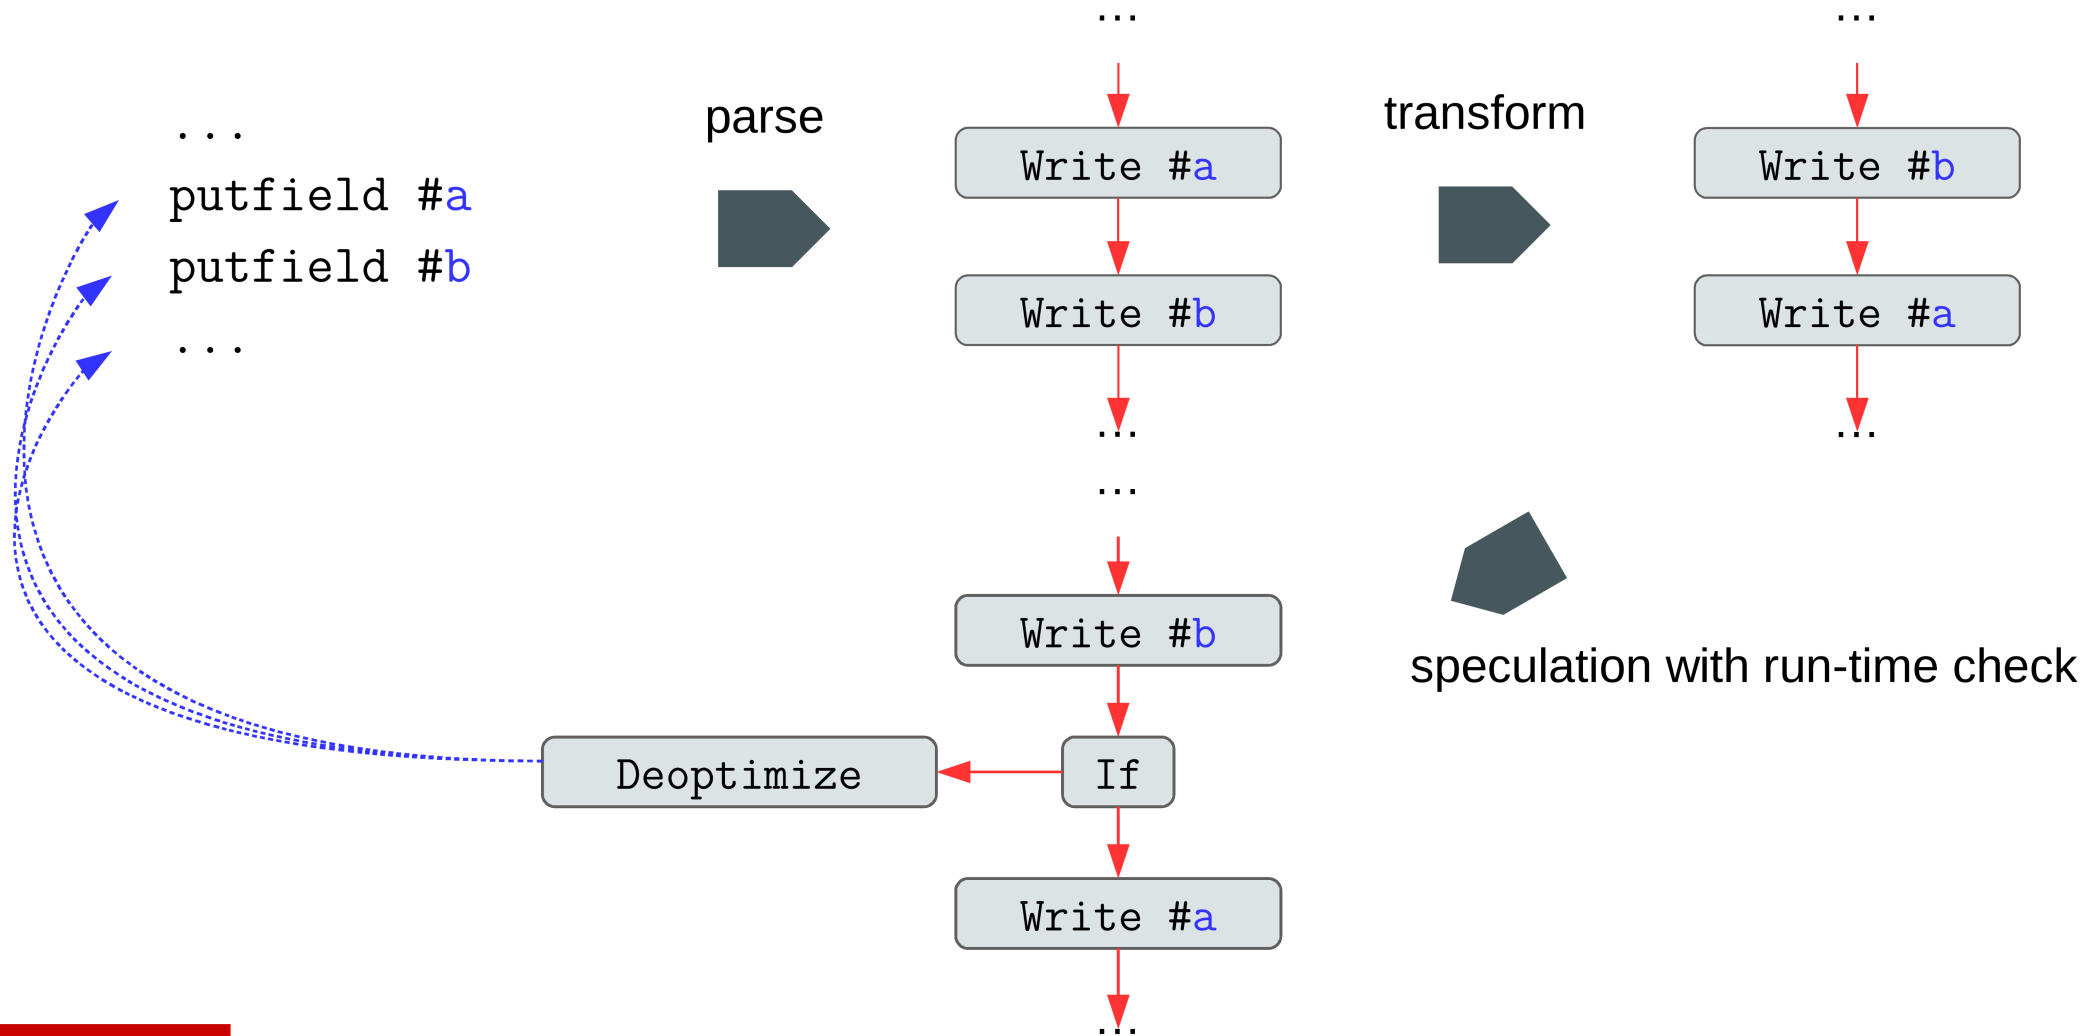 ...
putfield #a
putfield #b
...
parse
...
Write #a
Write #b
...
transform
...
Write #b
Write #a
...
speculation with run-time check
...
Write #b
If
Deoptimize
Write #a
...